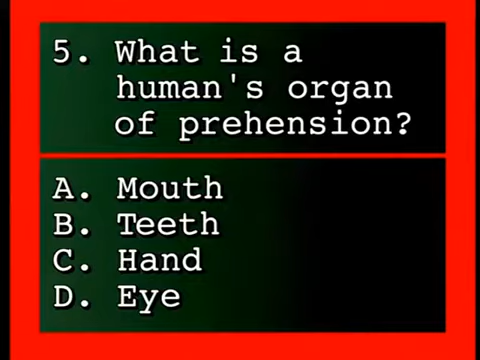 5. What is a
human's organ
of prehension?
A. Mouth
B. Teeth
C. Hand
D. Eye